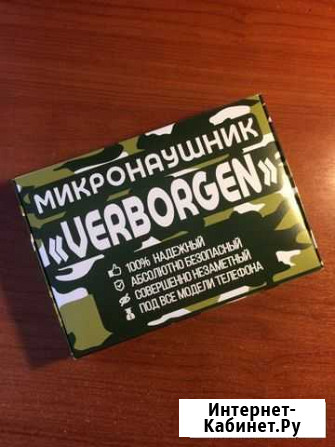 МИКРОНАУШНИК
«VERBORGEN»
100% НАДЕЖНЫЙ
АБСОЛЮТНО БЕЗОПАСНЫЙ
СОВЕРШЕННО НЕЗАМЕТНЫЙ
ПОД ВСЕ МОДЕЛИ ТЕЛЕФОНА
Интернет-
Кабинет.Ру